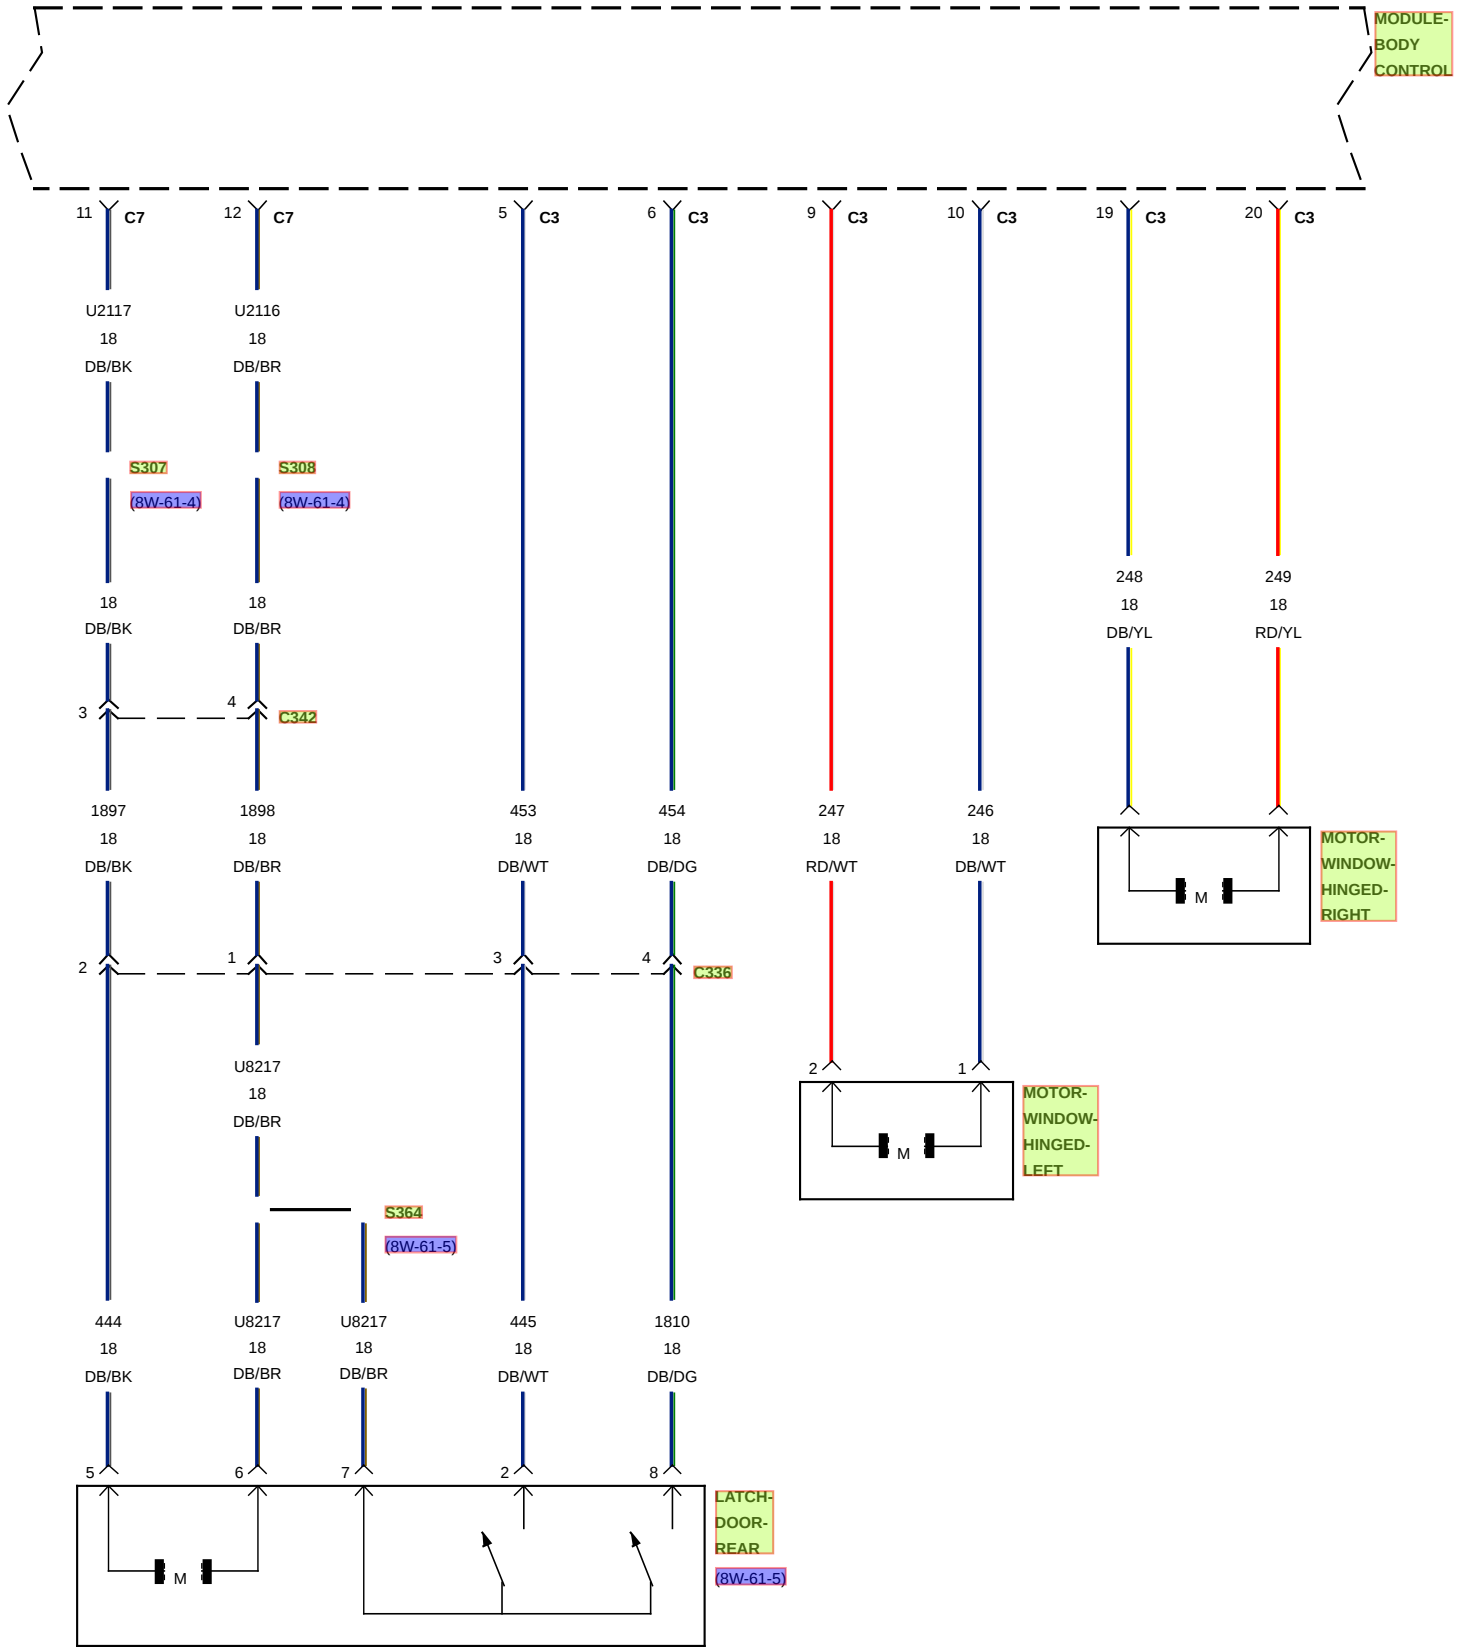 MODULE-
BODY
CONTROL
11 C7 12 C7 5 C3 6 C3 9 C3 10 C3 19 C3 20 C3
U2117 U2116
18 18
DB/BK DB/BR
S307 S308
(8W-61-4) (8W-61-4)
248 249
18 18
DB/YL RD/YL
18 18
DB/BK DB/BR
3 4 C342
1897 1898 453 454 247 246
18 18 18 18 18 18
DB/BK DB/BR DB/WT DB/DG RD/WT DB/WT
M
MOTOR-
WINDOW-
HINGED-
RIGHT
2 1 3 4 C336
U8217
18
DB/BR
2 1
M
MOTOR-
WINDOW-
HINGED-
LEFT
S364
(8W-61-5)
444 U8217 U8217 445 1810
18 18 18 18 18
DB/BK DB/BR DB/BR DB/WT DB/DG
5 6 7 2 8
M
LATCH-
DOOR-
REAR
(8W-61-5)